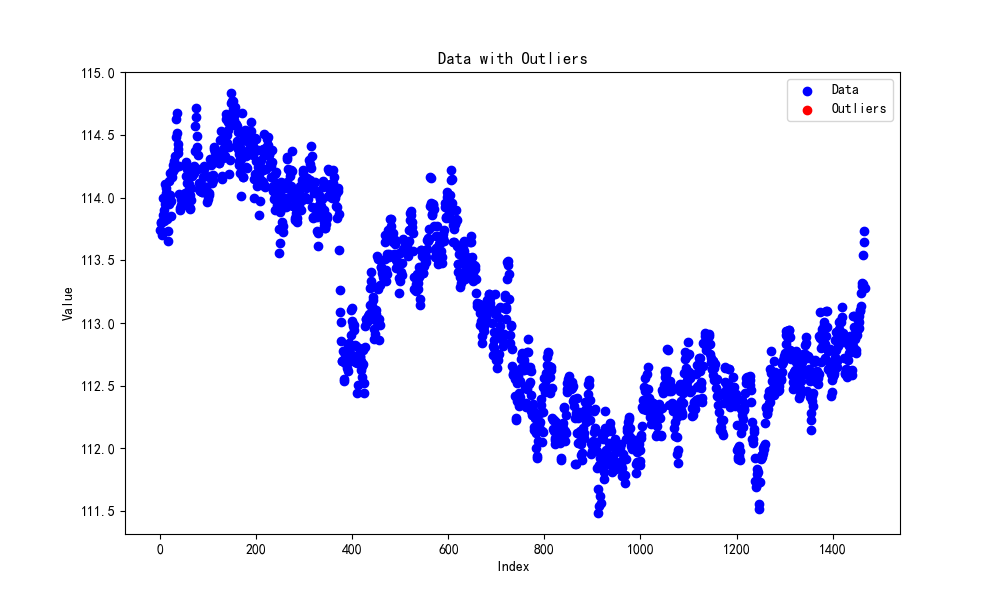 Data with Outliers
Data
Outliers
115.0
114.5
114.0
113.5
113.0
112.5
112.0
111.5
Value
0 200 400 600 800 1000 1200 1400
Index